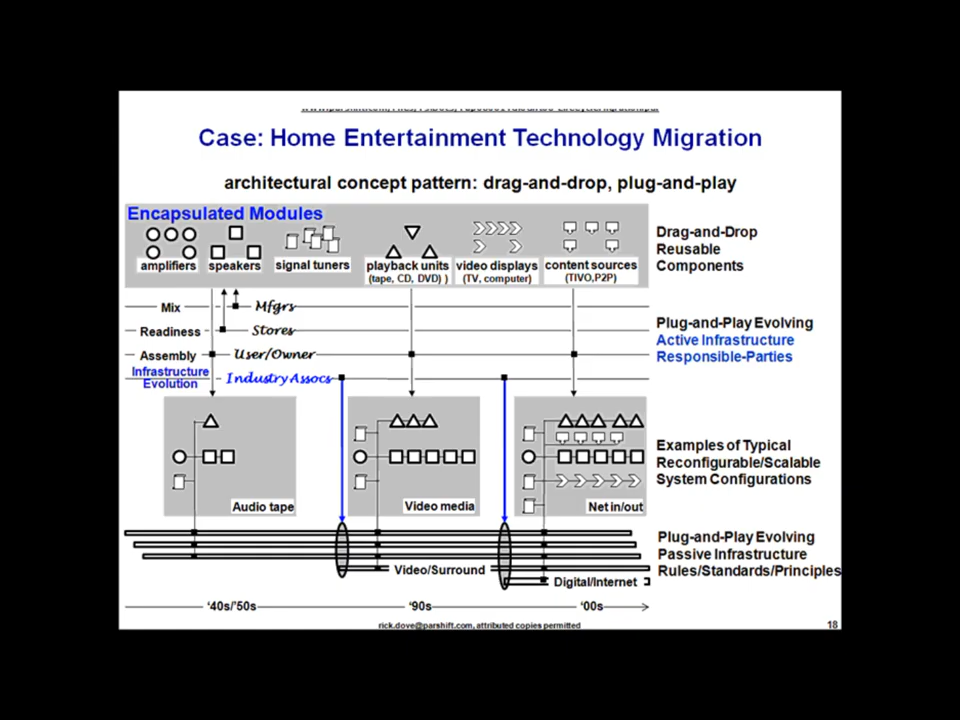 Case: Home Entertainment Technology Migration
architectural concept pattern: drag-and-drop, plug-and-play
Encapsulated Modules
amplifiers
speakers
signal tuners
playback units
(tape, CD, DVD) )
video displays
(TV, computer)
content sources
(TIVO,P2P)
Drag-and-Drop
Reusable
Components
Mix
Mfgrs
Readiness
Stores
Assembly
User/Owner
Infrastructure
Evolution
Industry Assocs
Plug-and-Play Evolving
Active Infrastructure
Responsible-Parties
Audio tape
Video media
Net in/out
Examples of Typical
Reconfigurable/Scalable
System Configurations
Video/Surround
Digital/Internet
Plug-and-Play Evolving
Passive Infrastructure
Rules/Standards/Principles
'40s/'50s
'90s
'00s
rick.dove@parshift.com, attributed copies permitted
18